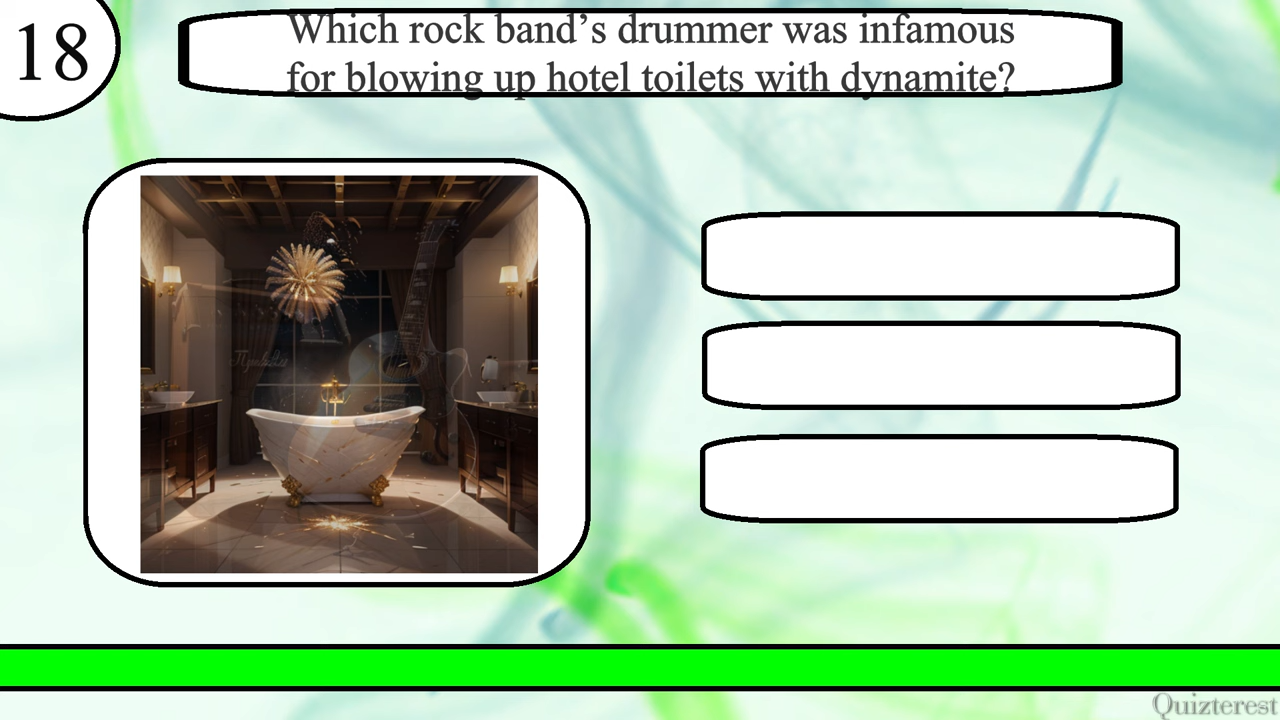 18
Which rock band’s drummer was infamous
for blowing up hotel toilets with dynamite?
Quizterest